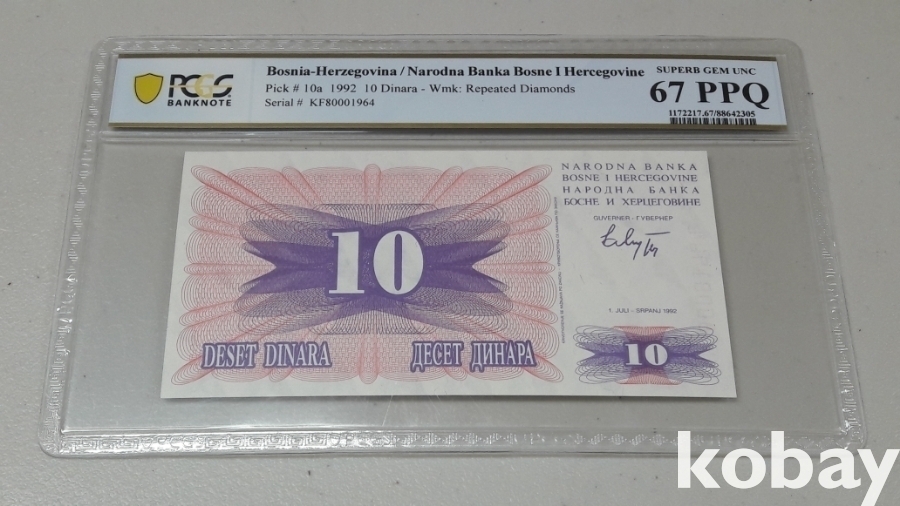 PCGS
BANKNOTE
Bosnia-Herzegovina / Narodna Banka Bosne I Hercegovine
Pick # 10a 1992 10 Dinara - Wmk: Repeated Diamonds
Serial # KF80001964
SUPERB GEM UNC
67 PPQ
1172217.67/88642305
NARODNA BANKA
BOSNE I HERCEGOVINE
НАРОДНА БАНКА
БОСНЕ И ХЕРЦЕГОВИНЕ
GUVERNER - ГУВЕРНЕР
10
1. JULI - SRPANJ 1992
DESET DINARA ДЕСЕТ ДИНАРА
10
kobay